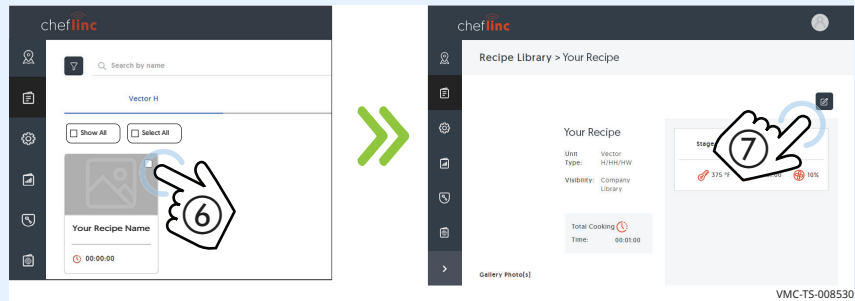 cheflinc
Search by name
Vector H
Show All
Select All
6
Your Recipe Name
00:00:00
cheflinc
Recipe Library > Your Recipe
Your Recipe
Unit Type: Vector H/HH/HW
Visibility: Company Library
Total Cooking Time: 00:01:00
Gallery Photo[s]
7
375 °F
10%
VMC-TS-008530